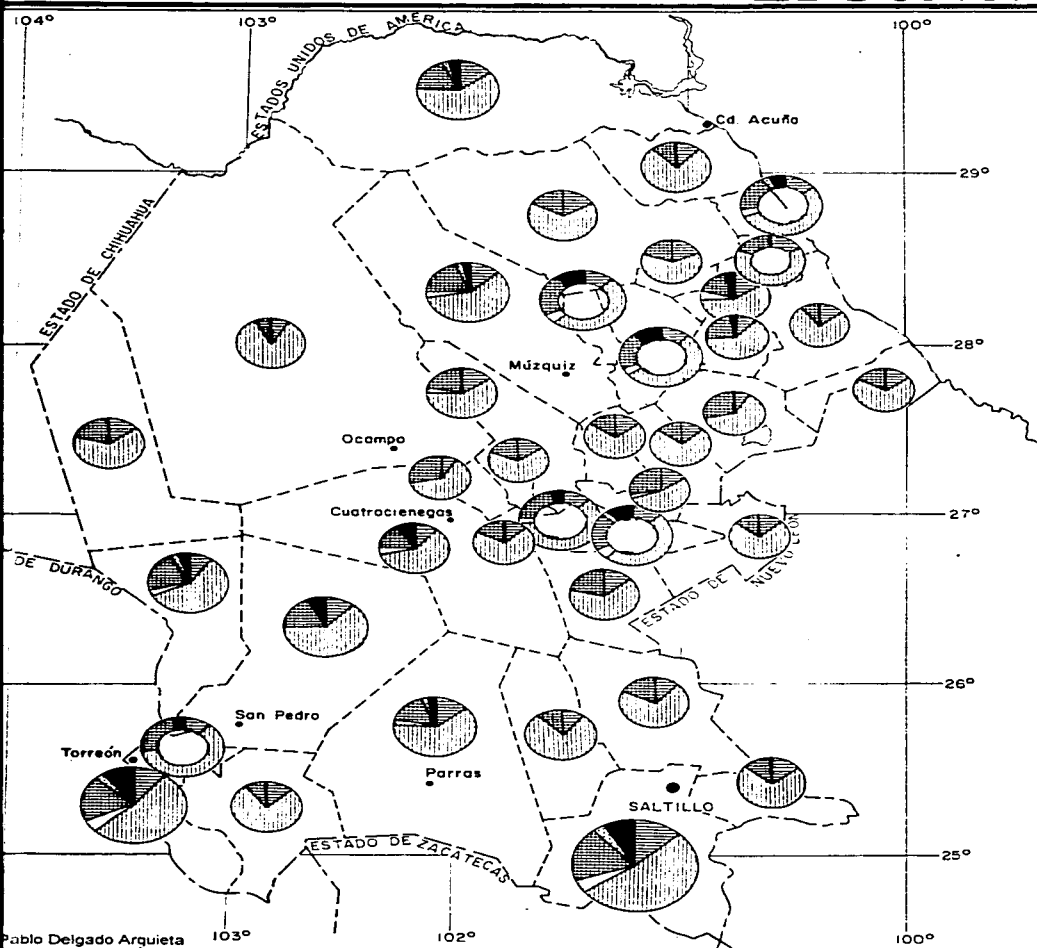 104°
103°
100°
ESTADOS UNIDOS DE AMÉRICA
Cd. Acuña
29°
ESTADO DE CHIHUAHUA
28°
Múzquiz
Ocampo
Cuatrocienegas
27°
DE DURANGO
ESTADO DE NUEVO LEÓN
26°
San Pedro
Torreón
Parras
SALTILLO
ESTADO DE ZACATECAS
25°
Pablo Delgado Arquieta
103°
102°
100°